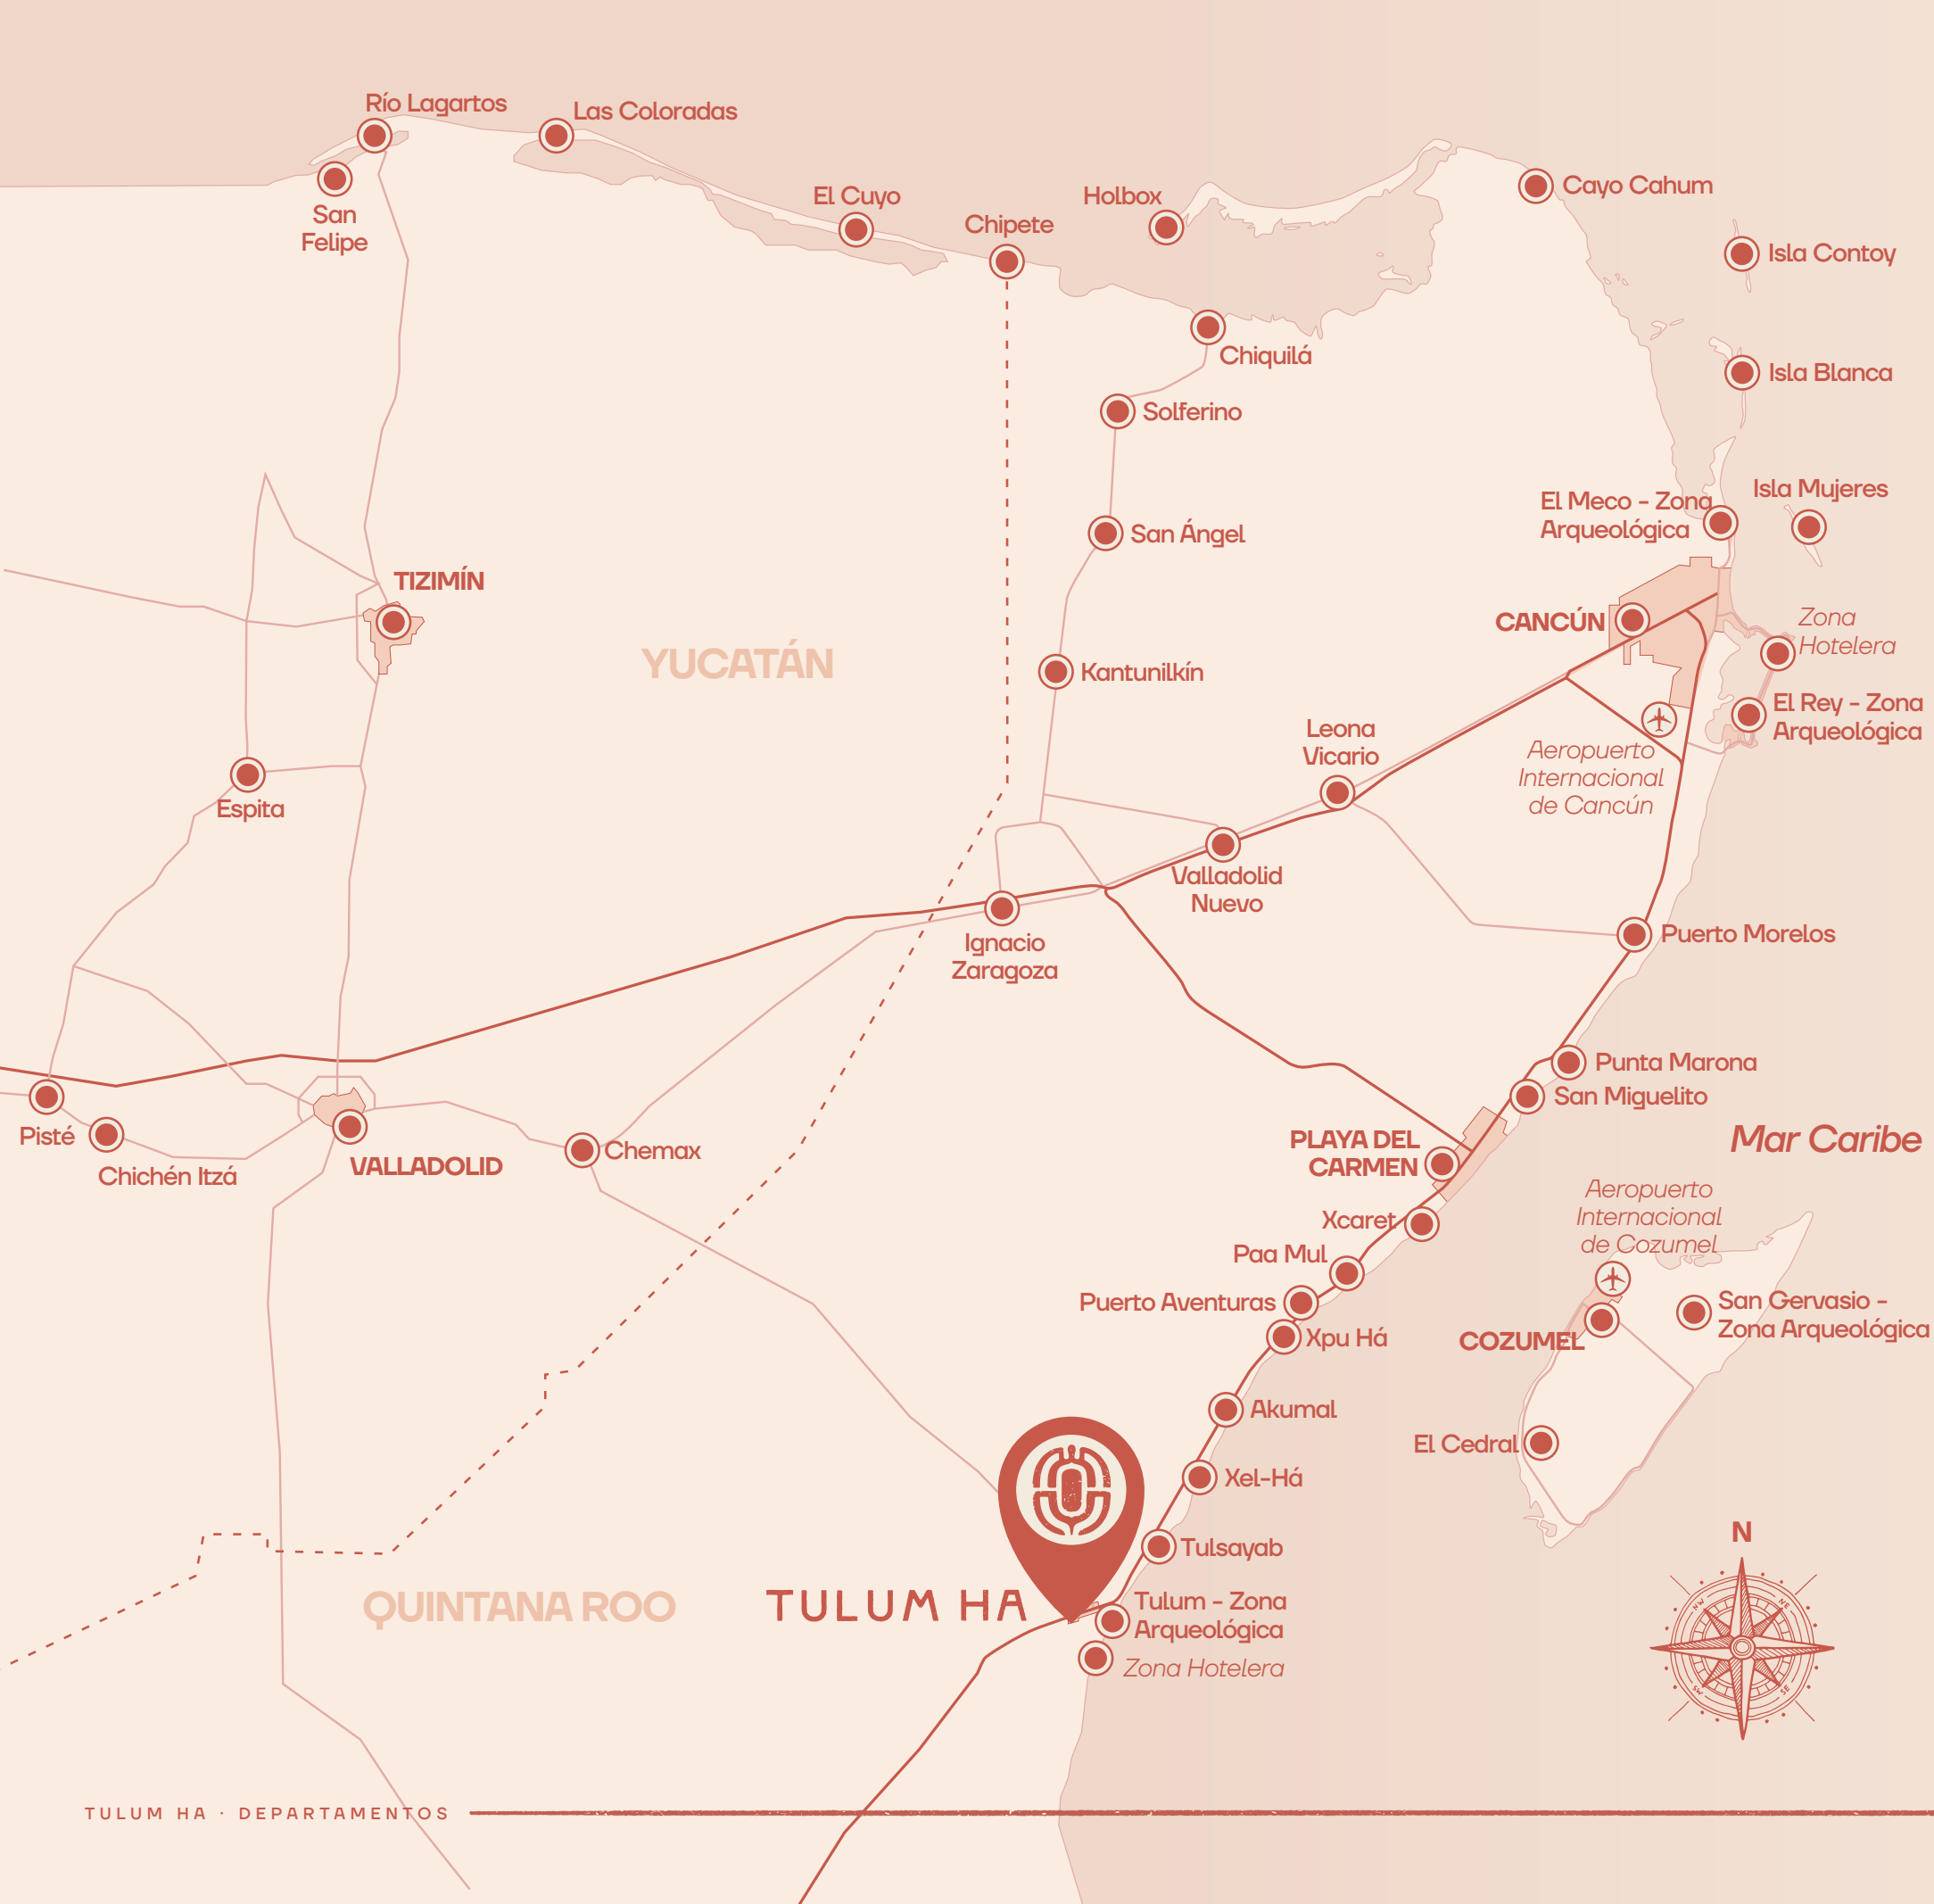 Río Lagartos
Las Coloradas
San
Felipe
El Cuyo
Chipete
Holbox
Cayo Cahum
Isla Contoy
Chiquilá
Isla Blanca
Solferino
San Ángel
El Meco - Zona
Arqueológica
Isla Mujeres
TIZIMÍN
CANCÚN
Zona
Hotelera
YUCATÁN
Kantunilkín
El Rey - Zona
Arqueológica
Leona
Vicario
Aeropuerto
Internacional
de Cancún
Espita
Valladolid
Nuevo
Ignacio
Zaragoza
Puerto Morelos
Punta Marona
San Miguelito
Pisté
Chichén Itzá
VALLADOLID
Chemax
PLAYA DEL
CARMEN
Mar Caribe
Aeropuerto
Internacional
de Cozumel
Xcaret
Paa Mul
Puerto Aventuras
Xpu Há
San Gervasio -
Zona Arqueológica
COZUMEL
Akumal
El Cedral
Xel-Há
Tulsayab
N
NW
NE
SW
SE
QUINTANA ROO
TULUM HA
Tulum - Zona
Arqueológica
Zona Hotelera
TULUM HA · DEPARTAMENTOS